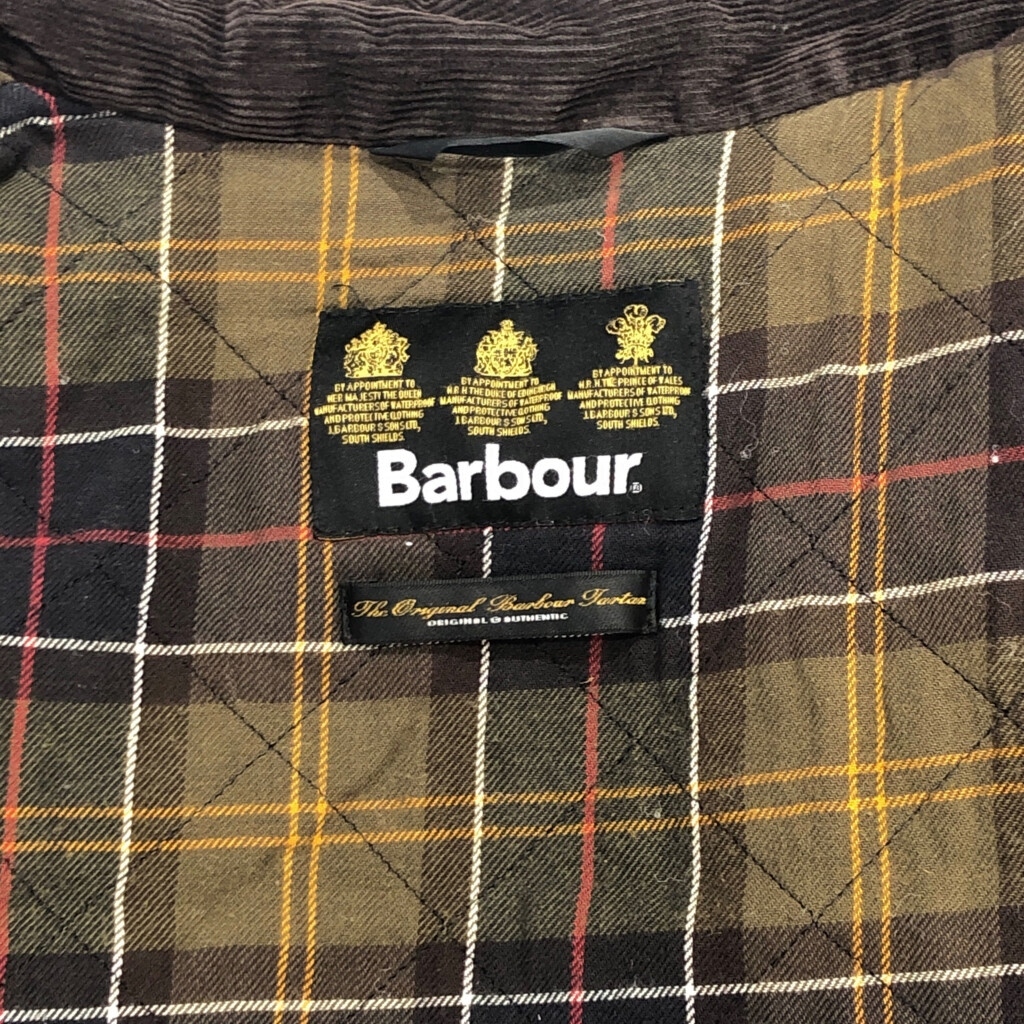 BY APPOINTMENT TO
HER MAJESTY THE QUEEN
MANUFACTURERS OF WATERPROOF
AND PROTECTIVE CLOTHING
J.BARBOUR & SONS LTD,
SOUTH SHIELDS.
BY APPOINTMENT TO
H.R.H. THE DUKE OF EDINBURGH
MANUFACTURERS OF WATERPROOF
AND PROTECTIVE CLOTHING
J.BARBOUR & SONS LTD,
SOUTH SHIELDS.
BY APPOINTMENT TO
H.R.H. THE PRINCE OF WALES
MANUFACTURERS OF WATERPROOF
AND PROTECTIVE CLOTHING
J.BARBOUR & SONS LTD,
SOUTH SHIELDS.
Barbour®
The Original Barbour Tartan
ORIGINAL & AUTHENTIC